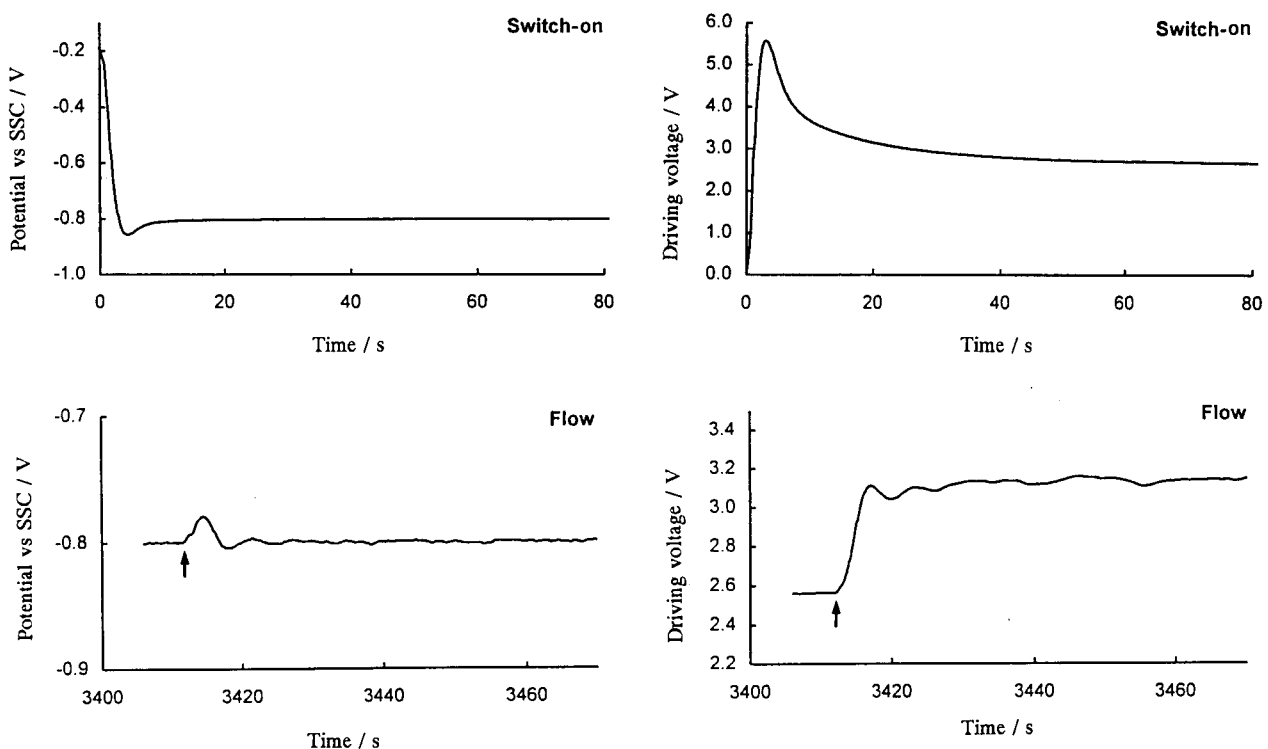 Switch-on
Potential vs SSC / V
-0.2
-0.4
-0.6
-0.8
-1.0
0 20 40 60 80
Time / s
Switch-on
Driving voltage / V
6.0
5.0
4.0
3.0
2.0
1.0
0.0
0 20 40 60 80
Time / s
Flow
Potential vs SSC / V
-0.7
-0.8
-0.9
3400 3420 3440 3460
Time / s
Flow
Driving voltage / V
3.4
3.2
3.0
2.8
2.6
2.4
2.2
3400 3420 3440 3460
Time / s